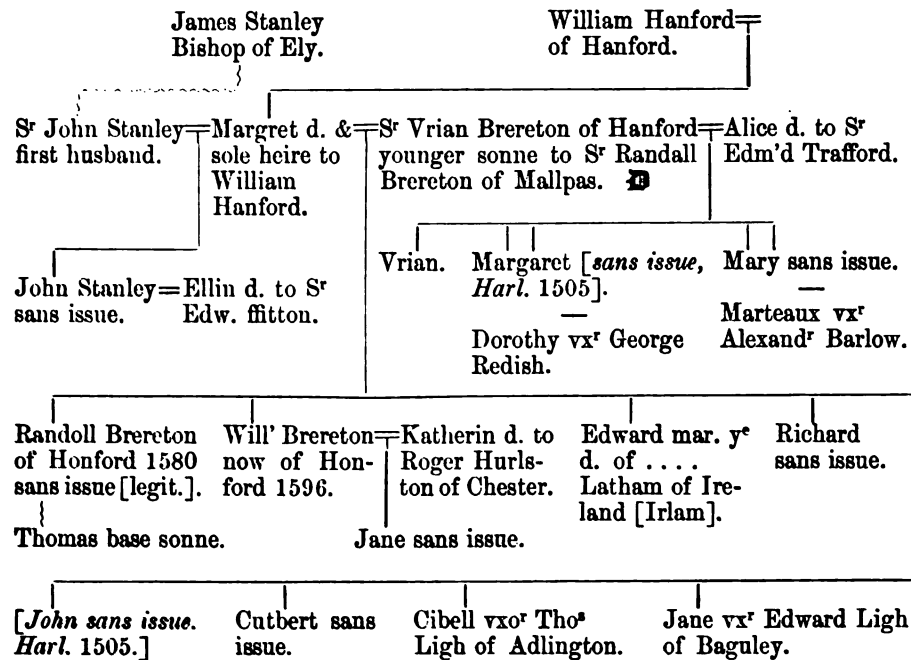 James Stanley
Bishop of Ely.
William Hanford
of Hanford.
Sʳ John Stanley=
first husband.
Margret d. &=
sole heire to
William
Hanford.
Sʳ Vrian Brereton of Hanford=
younger sonne to Sʳ Randall
Brereton of Mallpas. D
Alice d. to Sʳ
Edm'd Trafford.
John Stanley=
sans issue.
Ellin d. to Sʳ
Edw. ffitton.
Vrian.
Margaret [sans issue,
Harl. 1505].
—
Dorothy vxʳ George
Redish.
Mary sans issue.
—
Marteaux vxʳ
Alexandʳ Barlow.
Randoll Brereton
of Honford 1580
sans issue [legit.].
Thomas base sonne.
Will' Brereton=
now of Hon-
ford 1596.
Katherin d. to
Roger Hurls-
ton of Chester.
Jane sans issue.
Edward mar. yᵉ
d. of ....
Latham of Ire-
land [Irlam].
Richard
sans issue.
[John sans issue.
Harl. 1505.]
Cutbert sans
issue.
Cibell vxoʳ Thoˢ
Ligh of Adlington.
Jane vxʳ Edward Ligh
of Baguley.